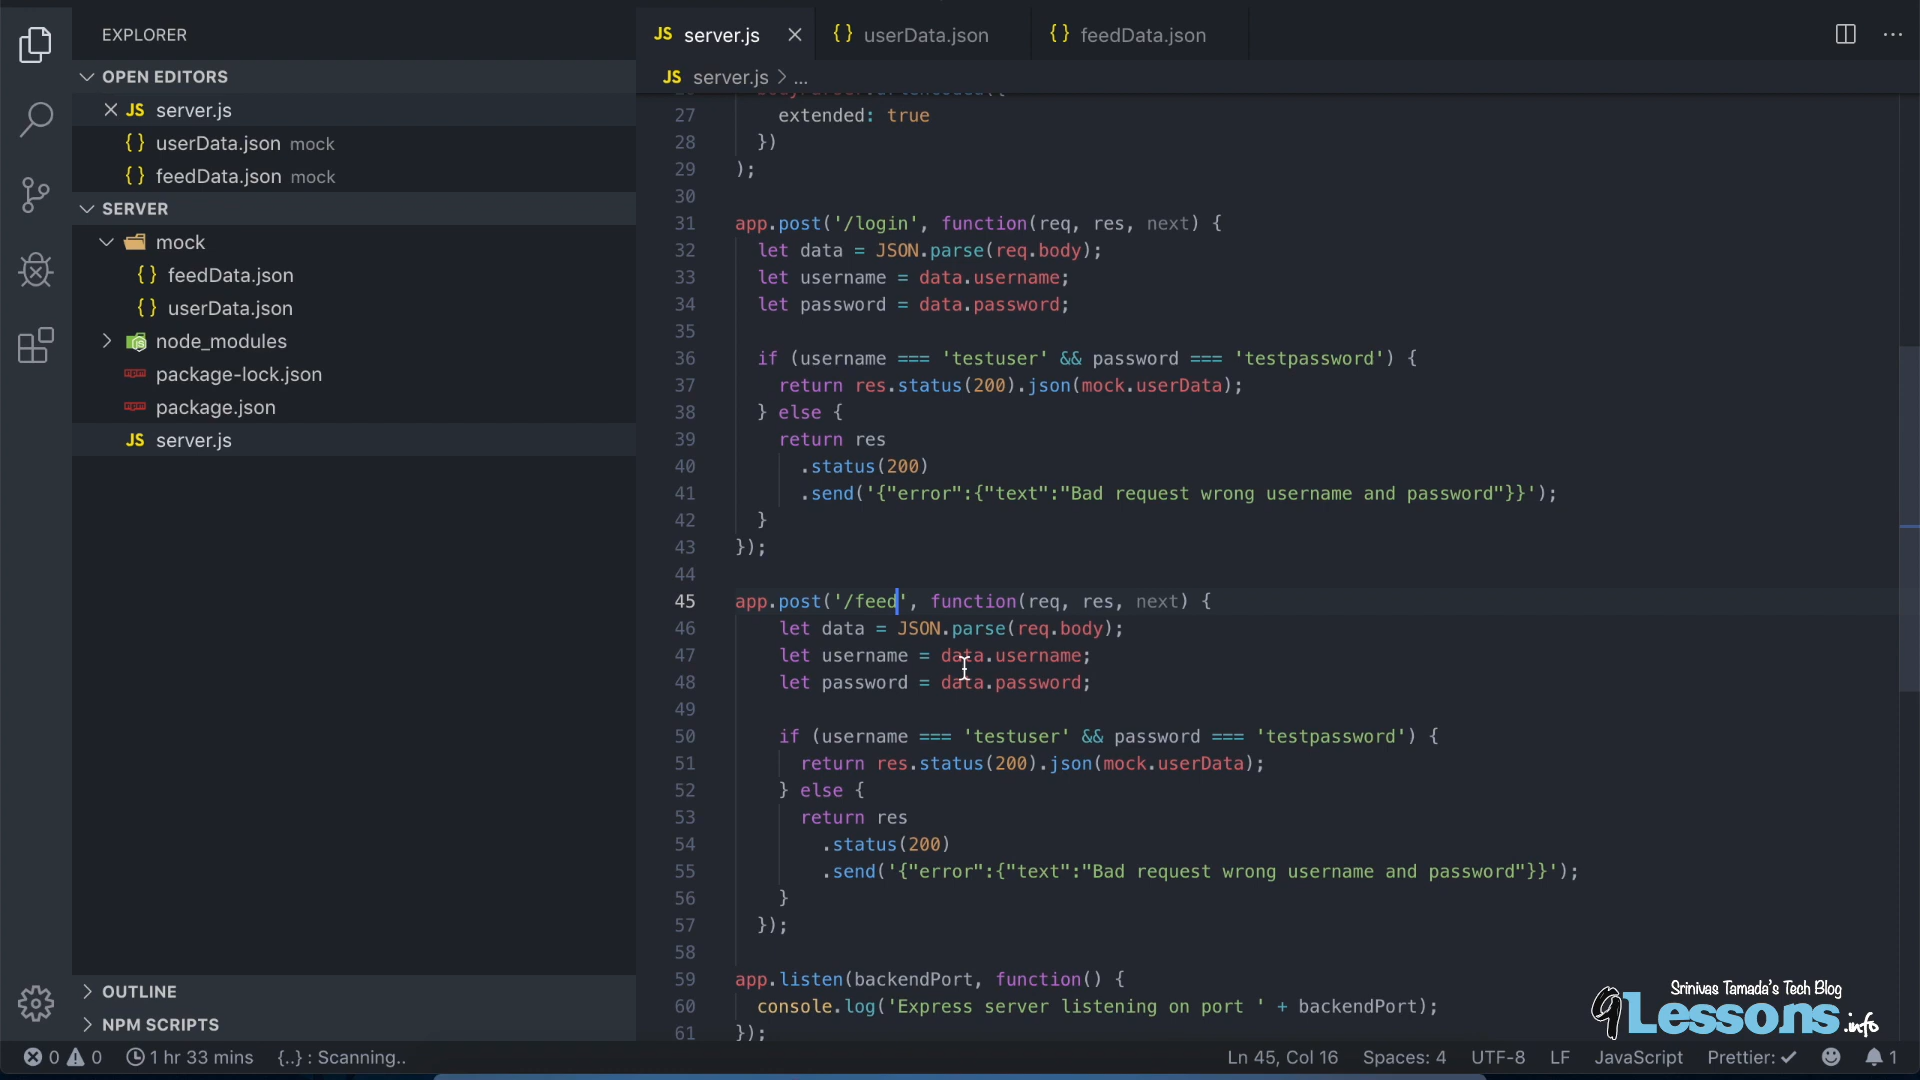 EXPLORER
OPEN EDITORS
JS server.js
{ } userData.json mock
{ } feedData.json mock
SERVER
mock
{ } feedData.json
{ } userData.json
node_modules
package-lock.json
package.json
JS server.js
OUTLINE
NPM SCRIPTS
JS server.js
{ } userData.json
{ } feedData.json
JS server.js > ...
27 extended: true
28 })
29 );
30
31 app.post('/login', function(req, res, next) {
32 let data = JSON.parse(req.body);
33 let username = data.username;
34 let password = data.password;
35
36 if (username === 'testuser' && password === 'testpassword') {
37 return res.status(200).json(mock.userData);
38 } else {
39 return res
40 .status(200)
41 .send('{"error":{"text":"Bad request wrong username and password"}}');
42 }
43 });
44
45 app.post('/feed', function(req, res, next) {
46 let data = JSON.parse(req.body);
47 let username = data.username;
48 let password = data.password;
49
50 if (username === 'testuser' && password === 'testpassword') {
51 return res.status(200).json(mock.userData);
52 } else {
53 return res
54 .status(200)
55 .send('{"error":{"text":"Bad request wrong username and password"}}');
56 }
57 });
58
59 app.listen(backendPort, function() {
60 console.log('Express server listening on port ' + backendPort);
61 });
Srinivas Tamada's Tech Blog
9Lessons.info
0 0 1 hr 33 mins {..} : Scanning.. Ln 45, Col 16 Spaces: 4 UTF-8 LF JavaScript Prettier: ✓ 1